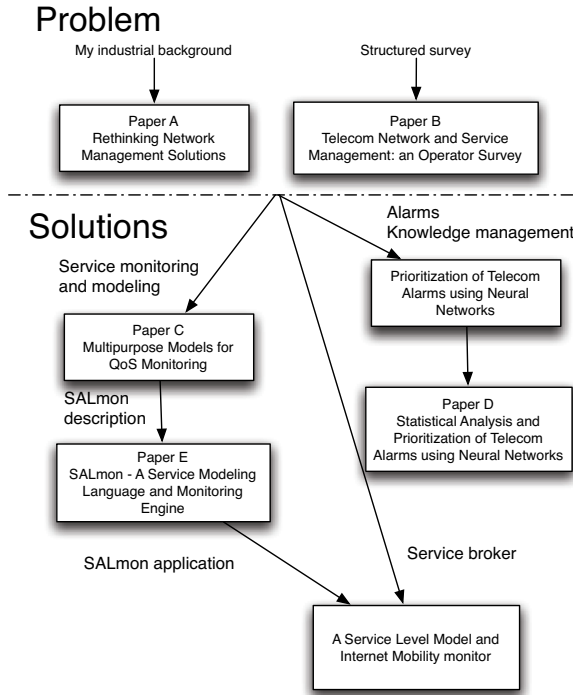 Problem
My industrial background
Structured survey
Paper A
Rethinking Network
Management Solutions
Paper B
Telecom Network and Service
Management: an Operator Survey
Solutions
Alarms
Knowledge management
Service monitoring
and modeling
Prioritization of Telecom
Alarms using Neural
Networks
Paper C
Multipurpose Models for
QoS Monitoring
SALmon
description
Paper D
Statistical Analysis and
Prioritization of Telecom
Alarms using Neural Networks
Paper E
SALmon - A Service Modeling
Language and Monitoring
Engine
SALmon application
Service broker
A Service Level Model and
Internet Mobility monitor